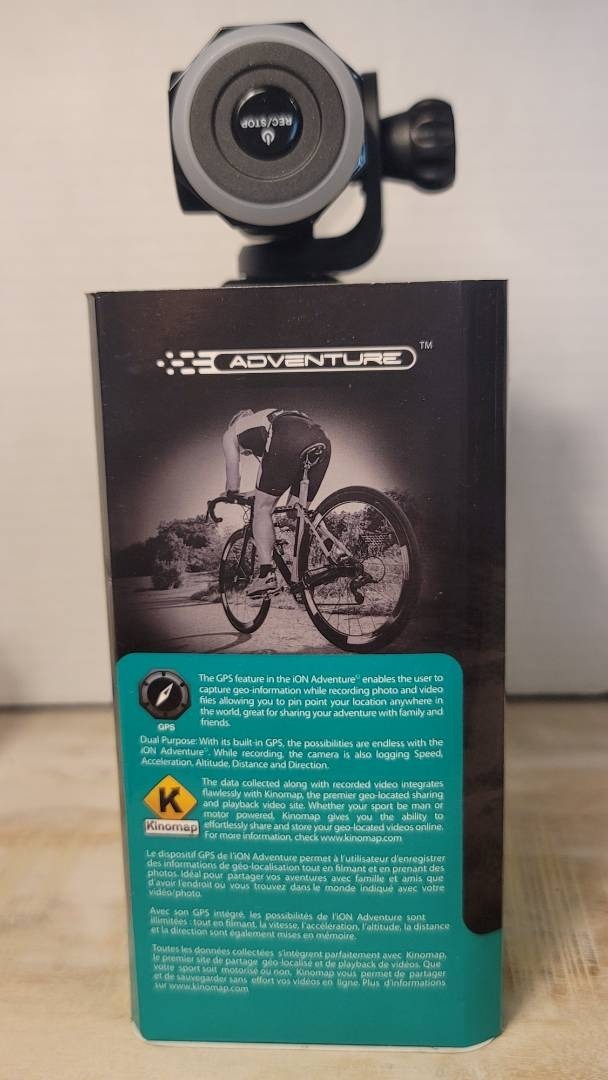 REC/STOP
ADVENTURE™
The GPS feature in the iON Adventure© enables the user to
capture geo-information while recording photo and video
files allowing you to pin point your location anywhere in
the world, great for sharing your adventure with family and
friends.
GPS
Dual Purpose: With its built-in GPS, the possibilities are endless with the
iON Adventure©. While recording, the camera is also logging Speed,
Acceleration, Altitude, Distance and Direction.
K
Kinomap
The data collected along with recorded video integrates
flawlessly with Kinomap, the premier geo-located sharing
and playback video site. Whether your sport be man or
motor powered, Kinomap gives you the ability to
effortlessly share and store your geo-located videos online.
For more information, check www.kinomap.com
Le dispositif GPS de l'iON Adventure permet à l'utilisateur d'enregistrer
des informations de géo-localisation tout en filmant et en prenant des
photos. Idéal pour partager vos aventures avec famille et amis que
d'avoir l'endroit ou vous trouvez dans le monde indiqué avec votre
vidéo/photo.
Avec son GPS intégré, les possibilités de l'iON Adventure sont
illimitées : tout en filmant, la vitesse, l'accéleration, l'altitude, la distance
et la direction sont également mises en mémoire.
Toutes les données collectées s'intègrent parfaitement avec Kinomap,
le premier site de partage géo-localisé et de playback de vidéos. Que
votre sport soit motorisé ou non, Kinomap vous permet de partager
et de sauvegarder sans effort vos vidéos en ligne. Plus d'informations
sur www.kinomap.com